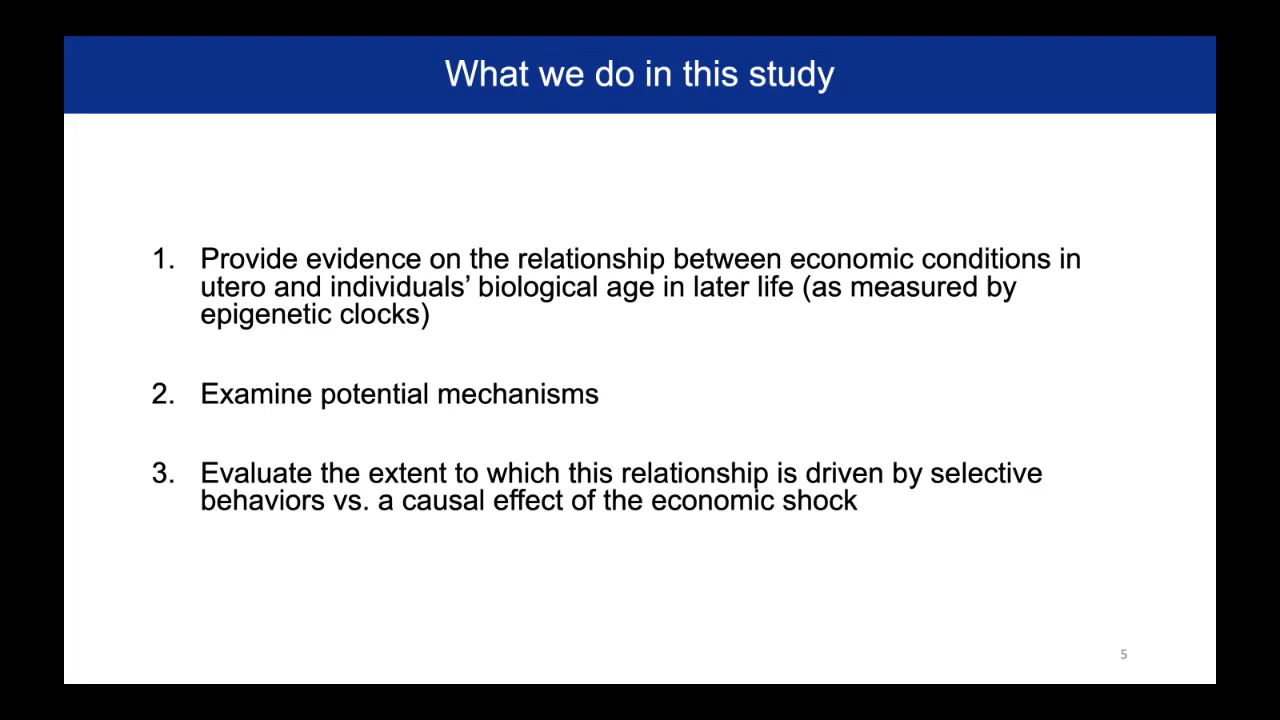 What we do in this study
1. Provide evidence on the relationship between economic conditions in
utero and individuals’ biological age in later life (as measured by
epigenetic clocks)
2. Examine potential mechanisms
3. Evaluate the extent to which this relationship is driven by selective
behaviors vs. a causal effect of the economic shock
5